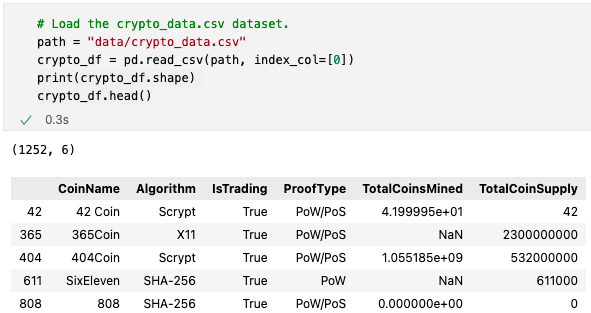 # Load the crypto_data.csv dataset.
path = "data/crypto_data.csv"
crypto_df = pd.read_csv(path, index_col=[0])
print(crypto_df.shape)
crypto_df.head()
✓ 0.3s
(1252, 6)
CoinName Algorithm IsTrading ProofType TotalCoinsMined TotalCoinSupply
42 42 Coin Scrypt True PoW/PoS 4.199995e+01 42
365 365Coin X11 True PoW/PoS NaN 2300000000
404 404Coin Scrypt True PoW/PoS 1.055185e+09 532000000
611 SixEleven SHA-256 True PoW NaN 611000
808 808 SHA-256 True PoW/PoS 0.000000e+00 0